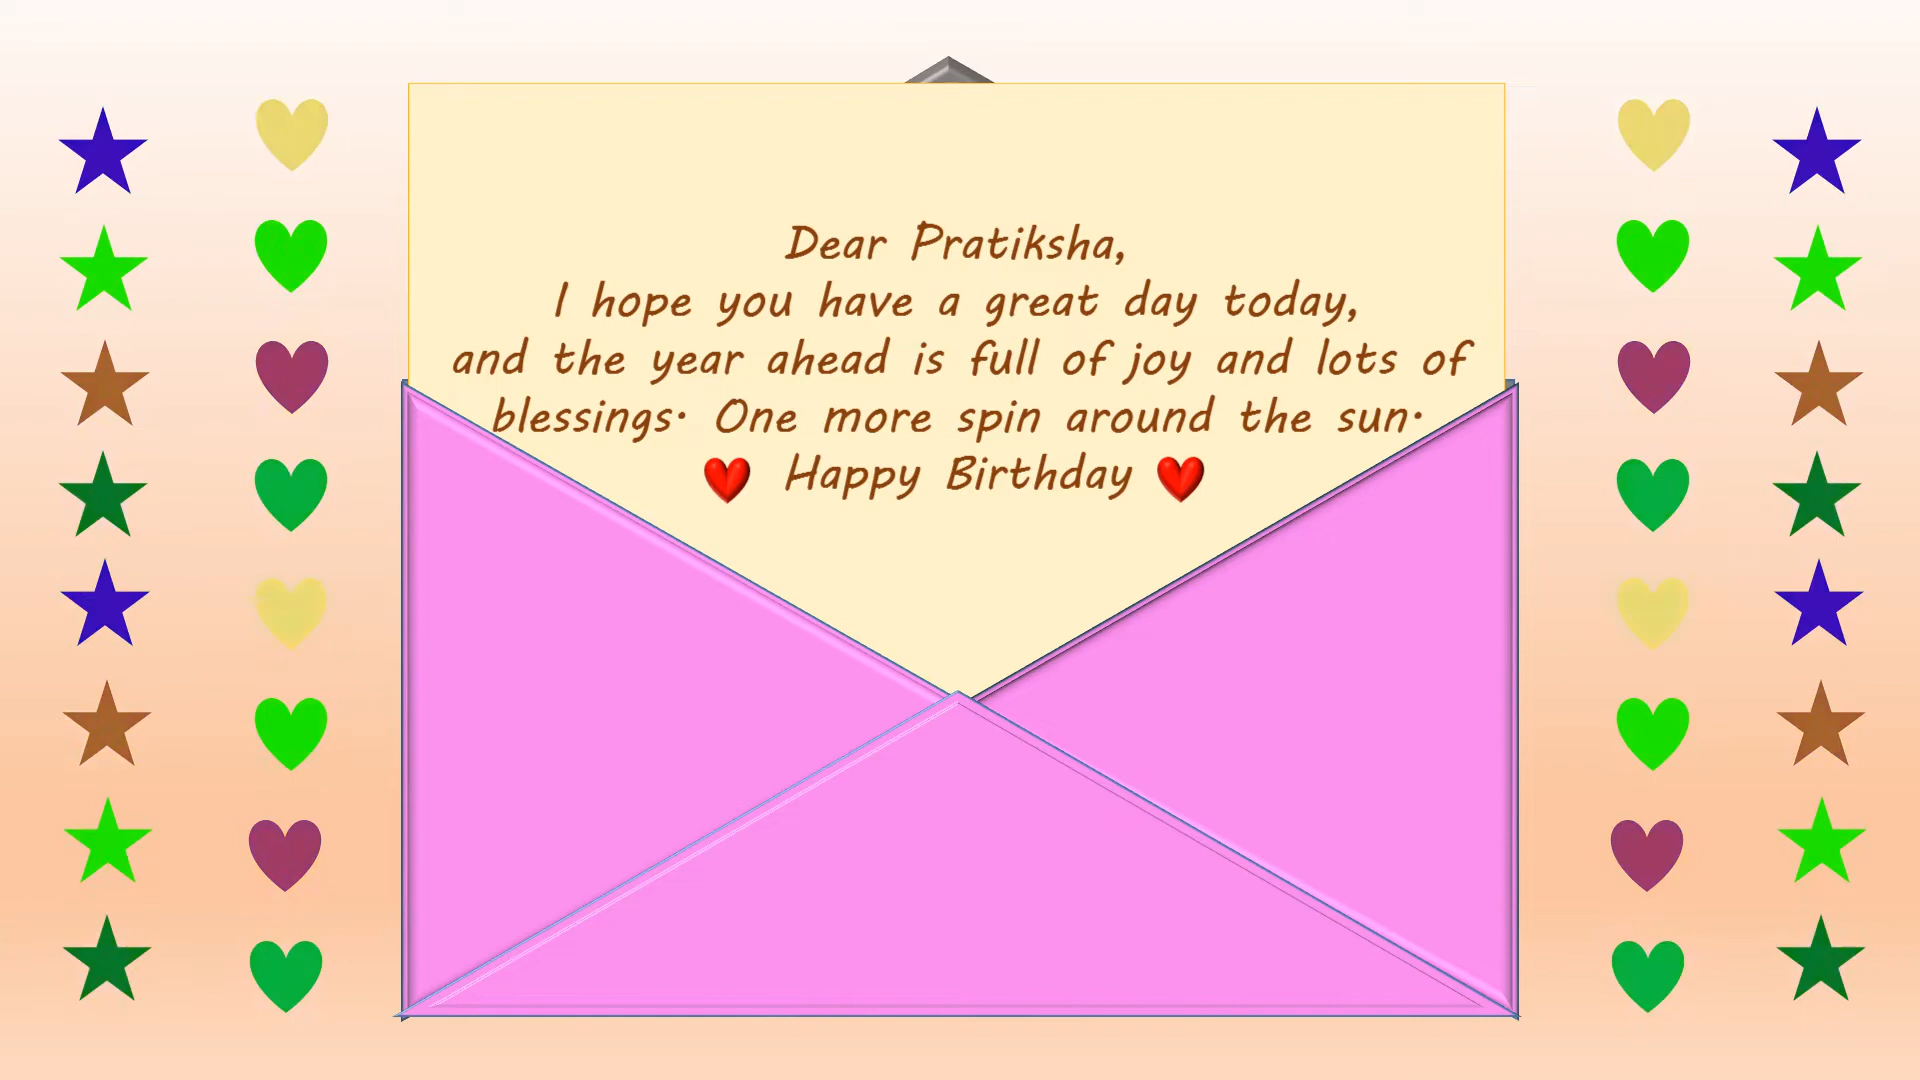 Dear Pratiksha,
I hope you have a great day today,
and the year ahead is full of joy and lots of
blessings. One more spin around the sun.
❤ Happy Birthday ❤